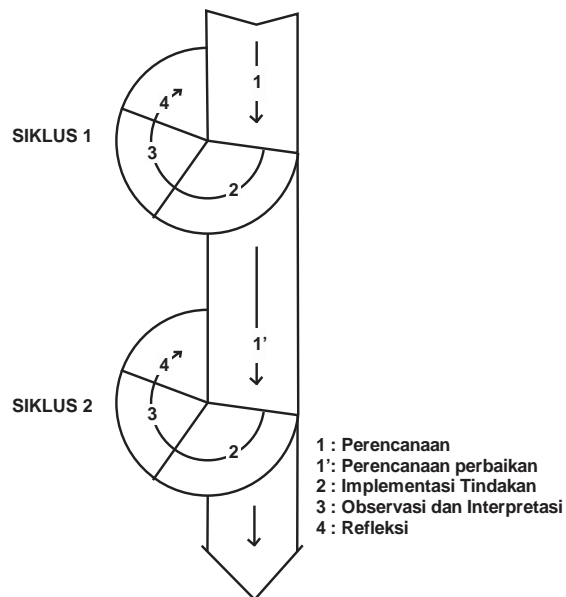 1
4
SIKLUS 1
3
2
1'
4
SIKLUS 2
3
2
1 : Perencanaan
1': Perencanaan perbaikan
2 : Implementasi Tindakan
3 : Observasi dan Interpretasi
4 : Refleksi